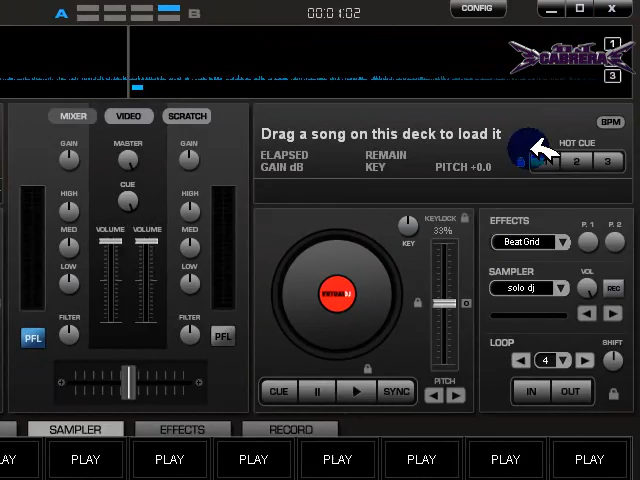 A B 00:01:02 CONFIG X
CABRERA 1
3
MIXER VIDEO SCRATCH
BPM
Drag a song on this deck to load it
HOT CUE
ELAPSED REMAIN
GAIN dB KEY PITCH +0.0
2 3
GAIN MASTER GAIN
HIGH CUE HIGH
MED VOLUME VOLUME MED
LOW LOW
FILTER FILTER
PFL PFL
KEY
KEYLOCK
33%
VIRTUALDJ
CUE SYNC
PITCH
EFFECTS P. 1 P. 2
BeatGrid
SAMPLER VOL
solo dj REC
LOOP SHIFT
4
IN OUT
SAMPLER EFFECTS RECORD
LAY PLAY PLAY PLAY PLAY PLAY PLAY PLAY